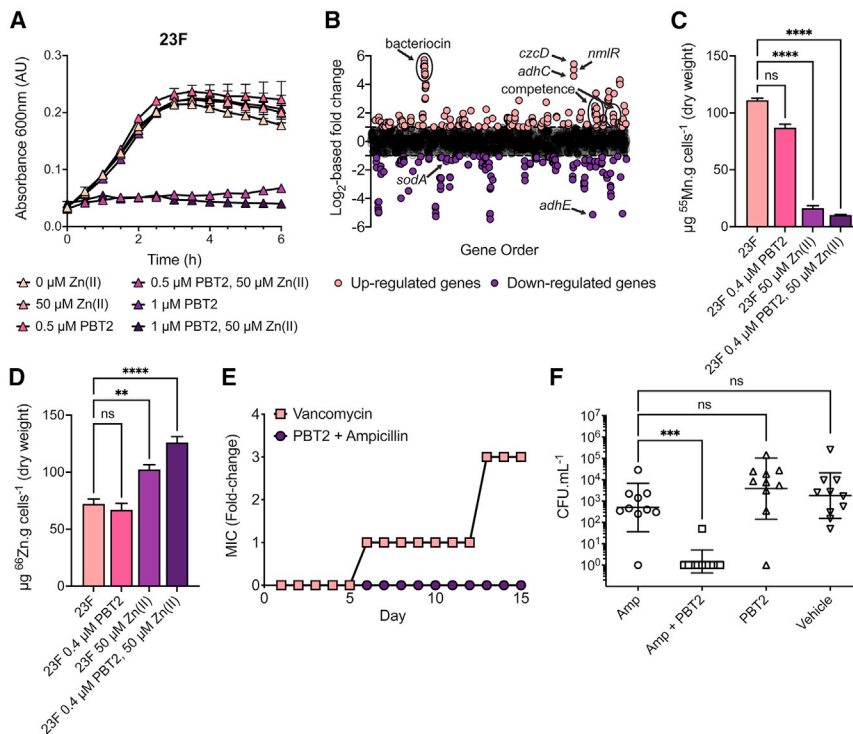 A
23F
Absorbance 600nm (AU)
0.3
0.2
0.1
0.0
0 1 2 3 4 5 6
Time (h)
0 µM Zn(II)
50 µM Zn(II)
0.5 µM PBT2
0.5 µM PBT2, 50 µM Zn(II)
1 µM PBT2
1 µM PBT2, 50 µM Zn(II)
B
Log2-based fold change
6
4
2
0
-2
-4
-6
bacteriocin
czcD
nmlR
adhC
competence
sodA
adhE
Gene Order
Up-regulated genes
Down-regulated genes
C
µg 55Mn.g cells-1 (dry weight)
150
100
50
0
****
****
ns
23F
23F 0.4 µM PBT2
23F 50 µM Zn(II)
23F 0.4 µM PBT2, 50 µM Zn(II)
D
µg 66Zn.g cells-1 (dry weight)
150
100
50
0
****
**
ns
23F
23F 0.4 µM PBT2
23F 50 µM Zn(II)
23F 0.4 µM PBT2, 50 µM Zn(II)
E
MIC (Fold-change)
4
3
2
1
0
Vancomycin
PBT2 + Ampicillin
0 5 10 15
Day
F
CFU.mL-1
10^7
10^6
10^5
10^4
10^3
10^2
10^1
10^0
ns
ns
***
Amp
Amp + PBT2
PBT2
Vehicle